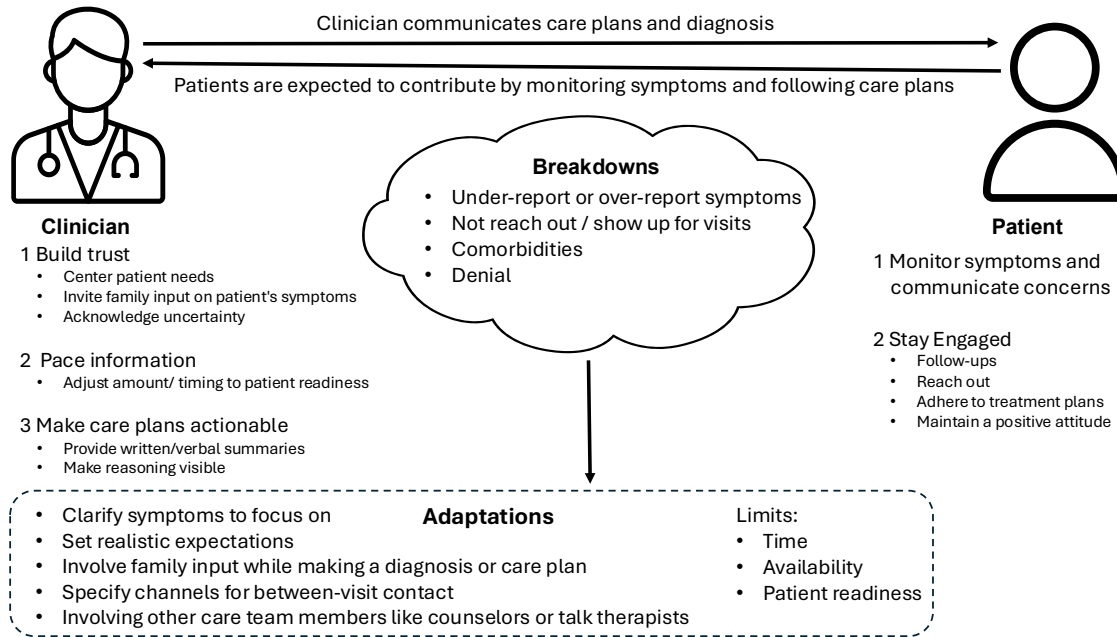 Clinician communicates care plans and diagnosis
Patients are expected to contribute by monitoring symptoms and following care plans
Breakdowns
• Under-report or over-report symptoms
• Not reach out / show up for visits
• Comorbidities
• Denial
Clinician
1 Build trust
• Center patient needs
• Invite family input on patient's symptoms
• Acknowledge uncertainty
2 Pace information
• Adjust amount/ timing to patient readiness
3 Make care plans actionable
• Provide written/verbal summaries
• Make reasoning visible
Patient
1 Monitor symptoms and
communicate concerns
2 Stay Engaged
• Follow-ups
• Reach out
• Adhere to treatment plans
• Maintain a positive attitude
Adaptations
• Clarify symptoms to focus on
• Set realistic expectations
• Involve family input while making a diagnosis or care plan
• Specify channels for between-visit contact
• Involving other care team members like counselors or talk therapists
Limits:
• Time
• Availability
• Patient readiness